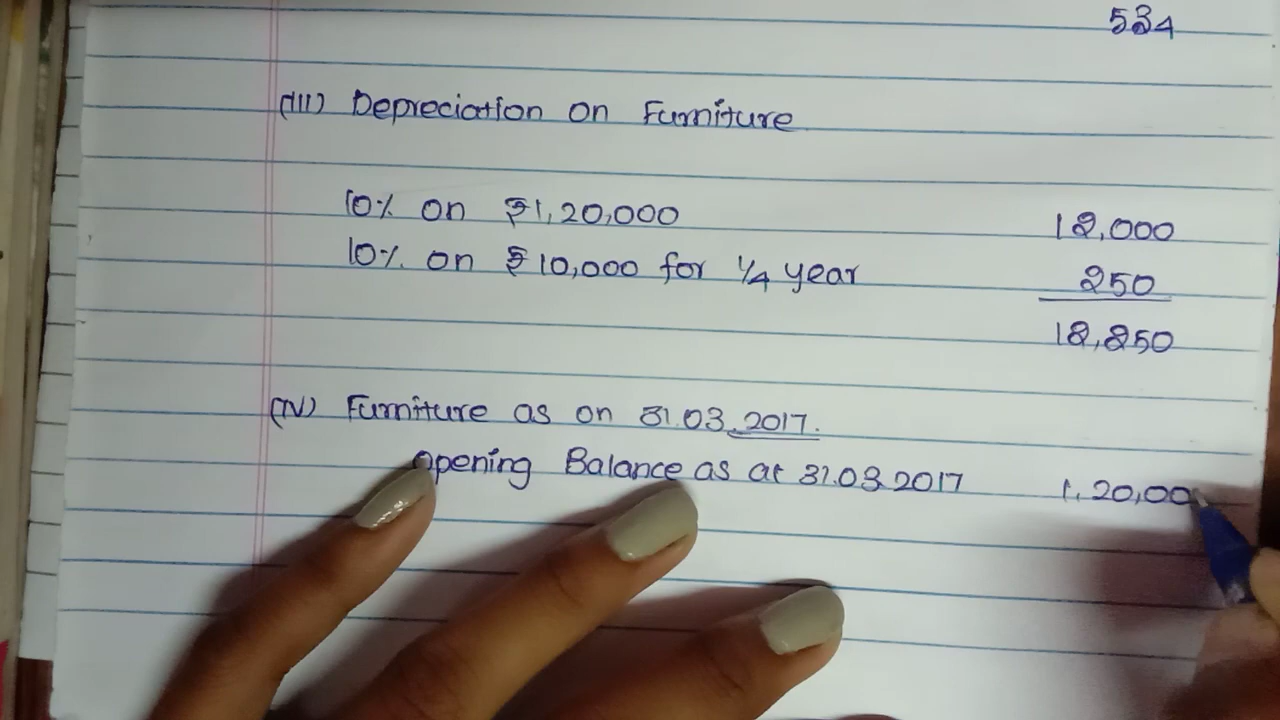 534
(III) Depreciation on Furniture
10% on ₹1,20,000 12,000
10% on ₹10,000 for 1/4 year 250
12,250
(IV) Furniture as on 31.03.2017.
Opening Balance as at 31.03.2017 1,20,00